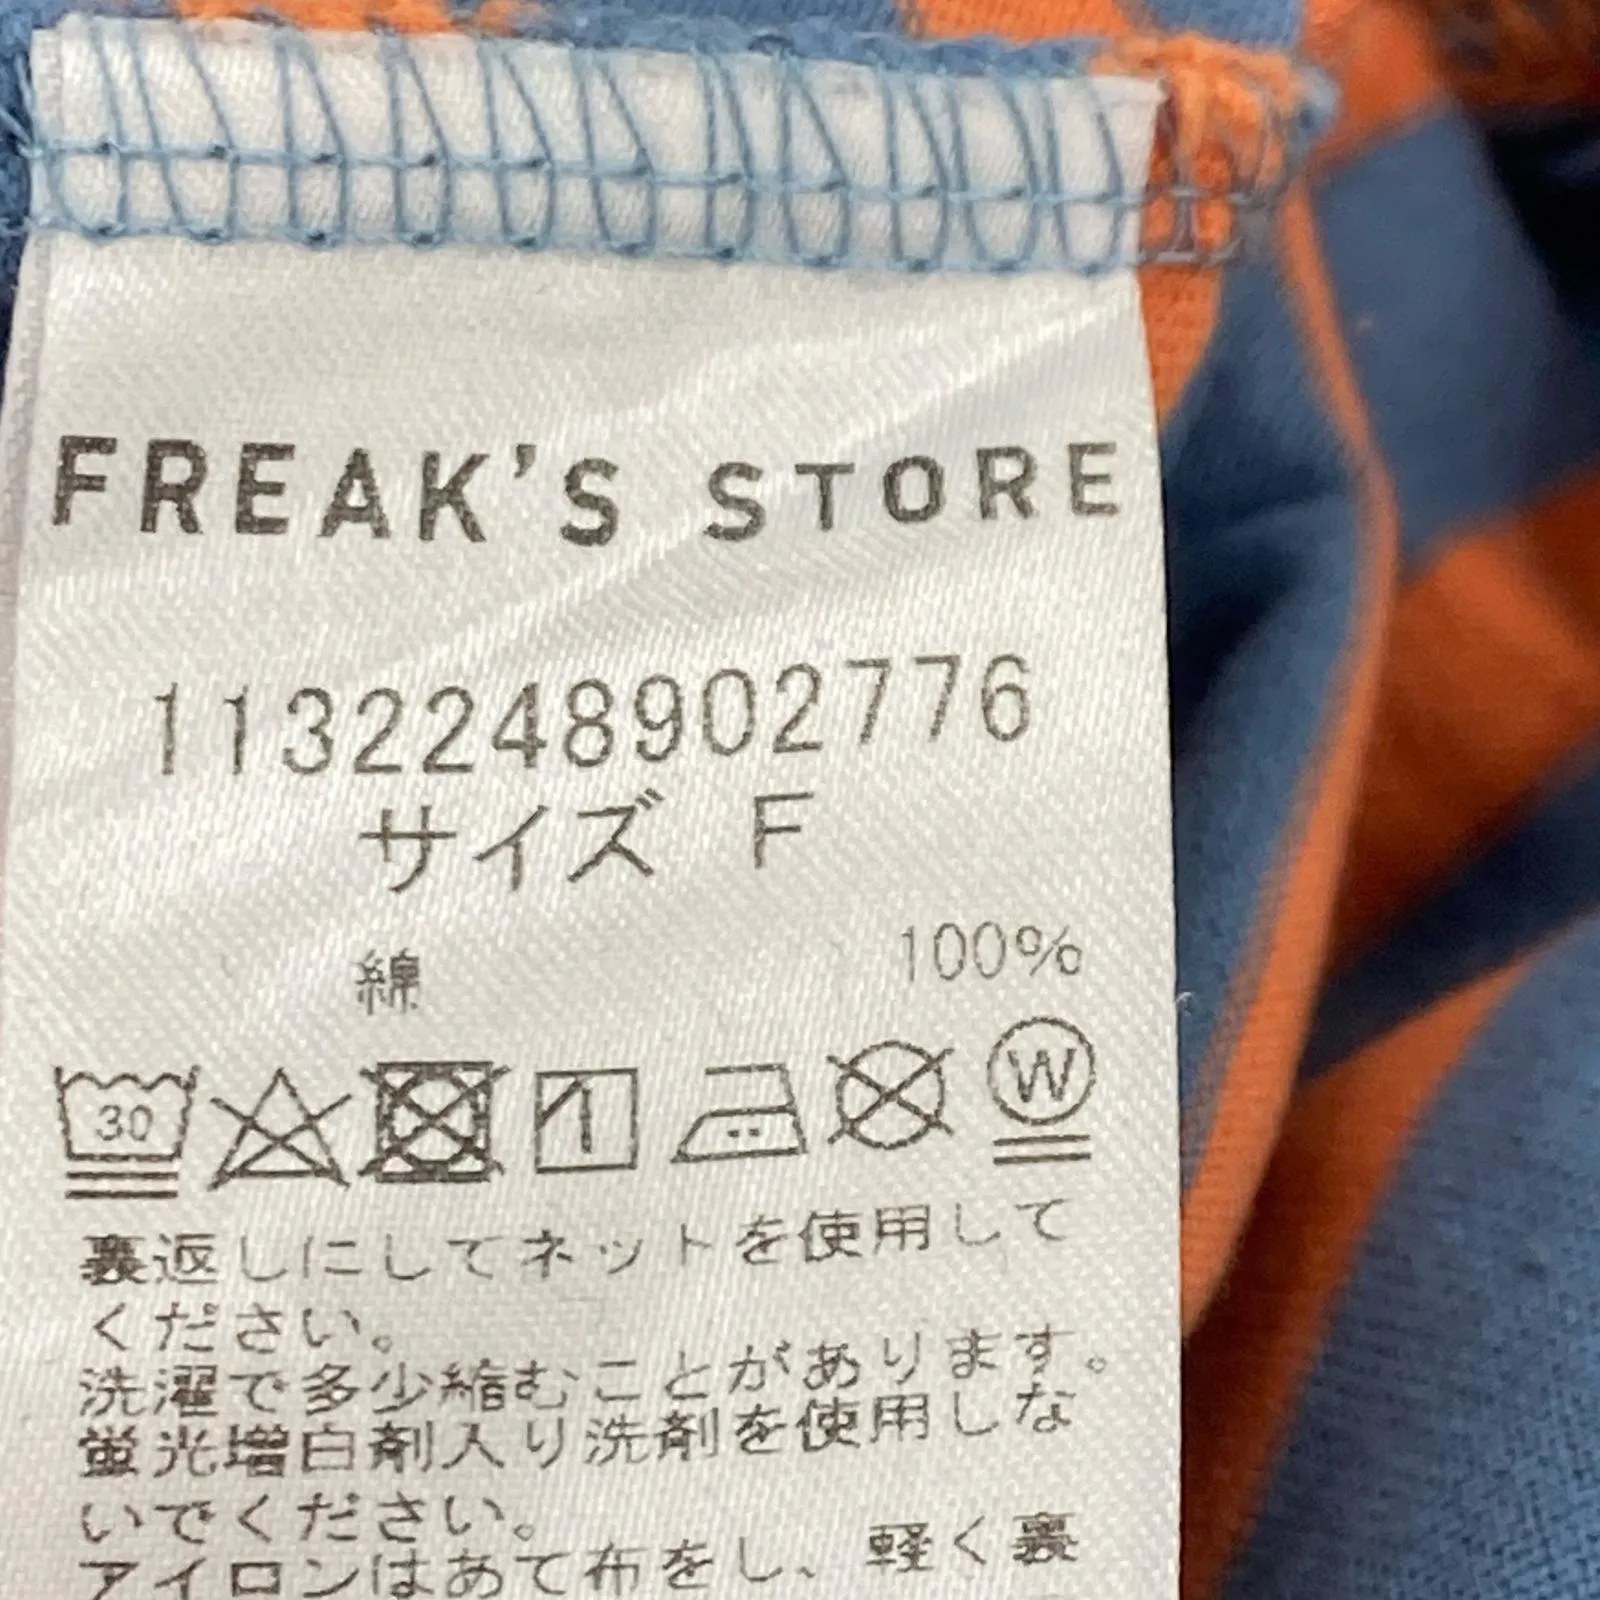 FREAK'S STORE
1132248902776
サイズ F
綿 100%
30 W
裏返しにしてネットを使用して
ください。
洗濯で多少縮むことがあります。
蛍光増白剤入り洗剤を使用しな
いでください。
アイロンはあて布をし、軽く裏